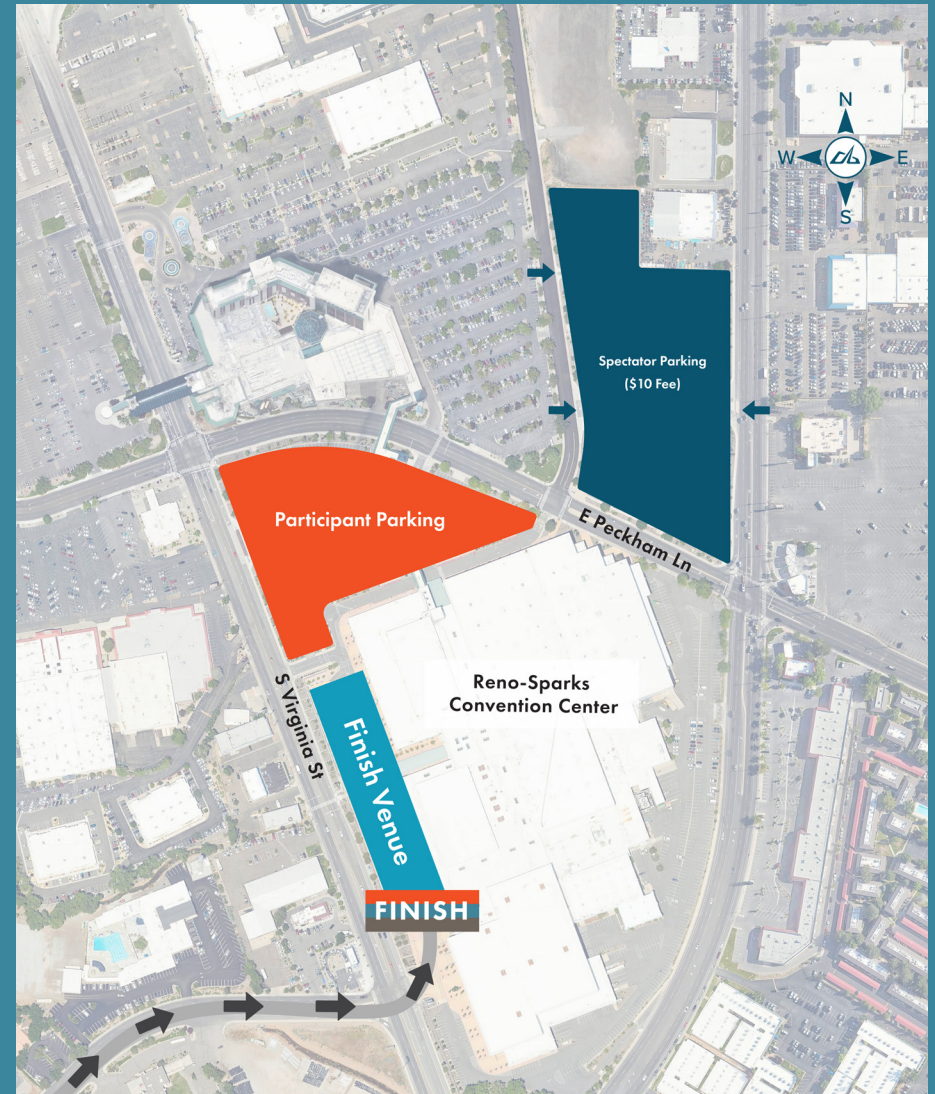 N
W
E
S
Spectator Parking
($10 Fee)
Participant Parking
E Peckham Ln
Reno-Sparks
Convention Center
S Virginia St
Finish Venue
FINISH